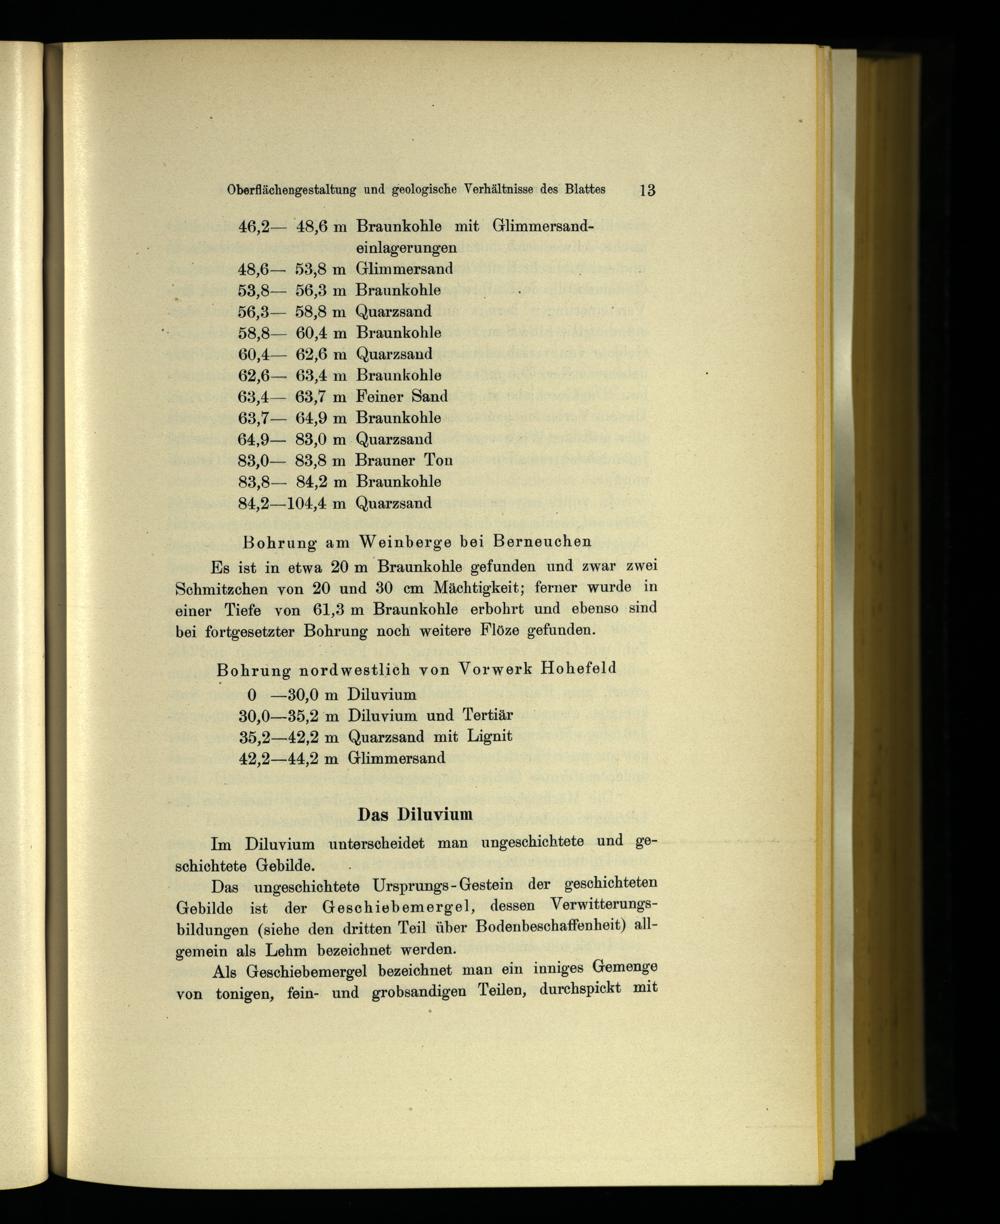 Oberflächengestaltung und geologische Verhältnisse des Blattes 13
46,2— 48,6 m Braunkohle mit Glimmersand-
einlagerungen
48,6— 53,8 m Glimmersand
53,8— 56,3 m Braunkohle
56,3— 58,8 m Quarzsand
58,8— 60,4 m Braunkohle
60,4— 62,6 m Quarzsand
62,6— 63,4 m Braunkohle
63,4— 63,7 m Feiner Sand
63,7— 64,9 m Braunkohle
64,9— 83,0 m Quarzsand
83,0— 83,8 m Brauner Ton
83,8— 84,2 m Braunkohle
84,2—104,4 m Quarzsand
Bohrung am Weinberge bei Berneuchen
Es ist in etwa 20 m Braunkohle gefunden und zwar zwei
Schmitzchen von 20 und 30 cm Mächtigkeit; ferner wurde in
einer Tiefe von 61,3 m Braunkohle erbohrt und ebenso sind
bei fortgesetzter Bohrung noch weitere Flöze gefunden.
Bohrung nordwestlich von Vorwerk Hohefeld
0 —30,0 m Diluvium
30,0—35,2 m Diluvium und Tertiär
35,2—42,2 m Quarzsand mit Lignit
42,2—44,2 m Glimmersand
Das Diluvium
Im Diluvium unterscheidet man ungeschichtete und ge-
schichtete Gebilde.
Das ungeschichtete Ursprungs-Gestein der geschichteten
Gebilde ist der Geschiebemergel, dessen Verwitterungs-
bildungen (siehe den dritten Teil über Bodenbeschaffenheit) all-
gemein als Lehm bezeichnet werden.
Als Geschiebemergel bezeichnet man ein inniges Gemenge
von tonigen, fein- und grobsandigen Teilen, durchspickt mit